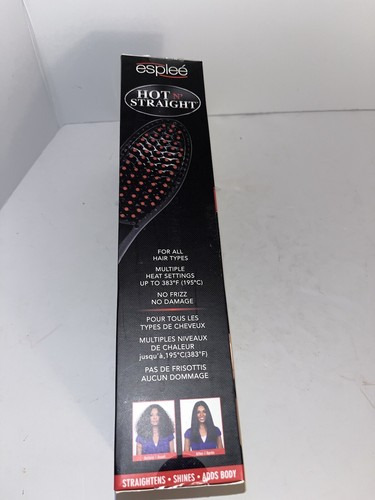 espleé
HOT N'
STRAIGHT
FOR ALL
HAIR TYPES
MULTIPLE
HEAT SETTINGS
UP TO 383°F (195°C)
NO FRIZZ
NO DAMAGE
POUR TOUS LES
TYPES DE CHEVEUX
MULTIPLES NIVEAUX
DE CHALEUR
jusqu'à,195°C(383°F)
PAS DE FRISOTTIS
AUCUN DOMMAGE
STRAIGHTENS • SHINES • ADDS BODY